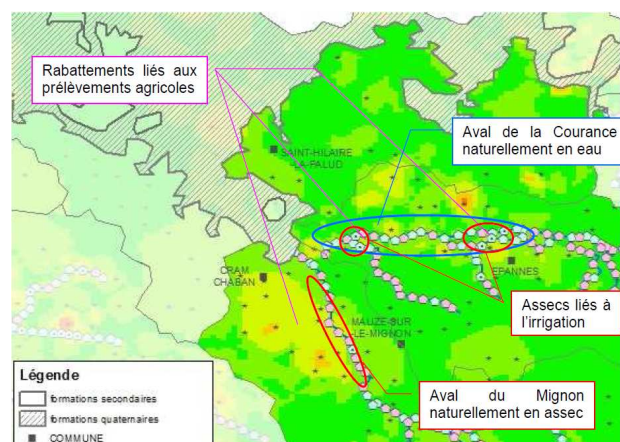 Rabattements liés aux
prélèvements agricoles
Aval de la Courance
naturellement en eau
SAINT-HILAIRE
-LA-PALUD
CRAM
CHABAN
EPANNES
MAUZE-SUR
-LE-MIGNON
Assecs liés à
l'irrigation
Aval du Mignon
naturellement en assec
Légende
formations secondaires
formations quaternaires
COMMUNE